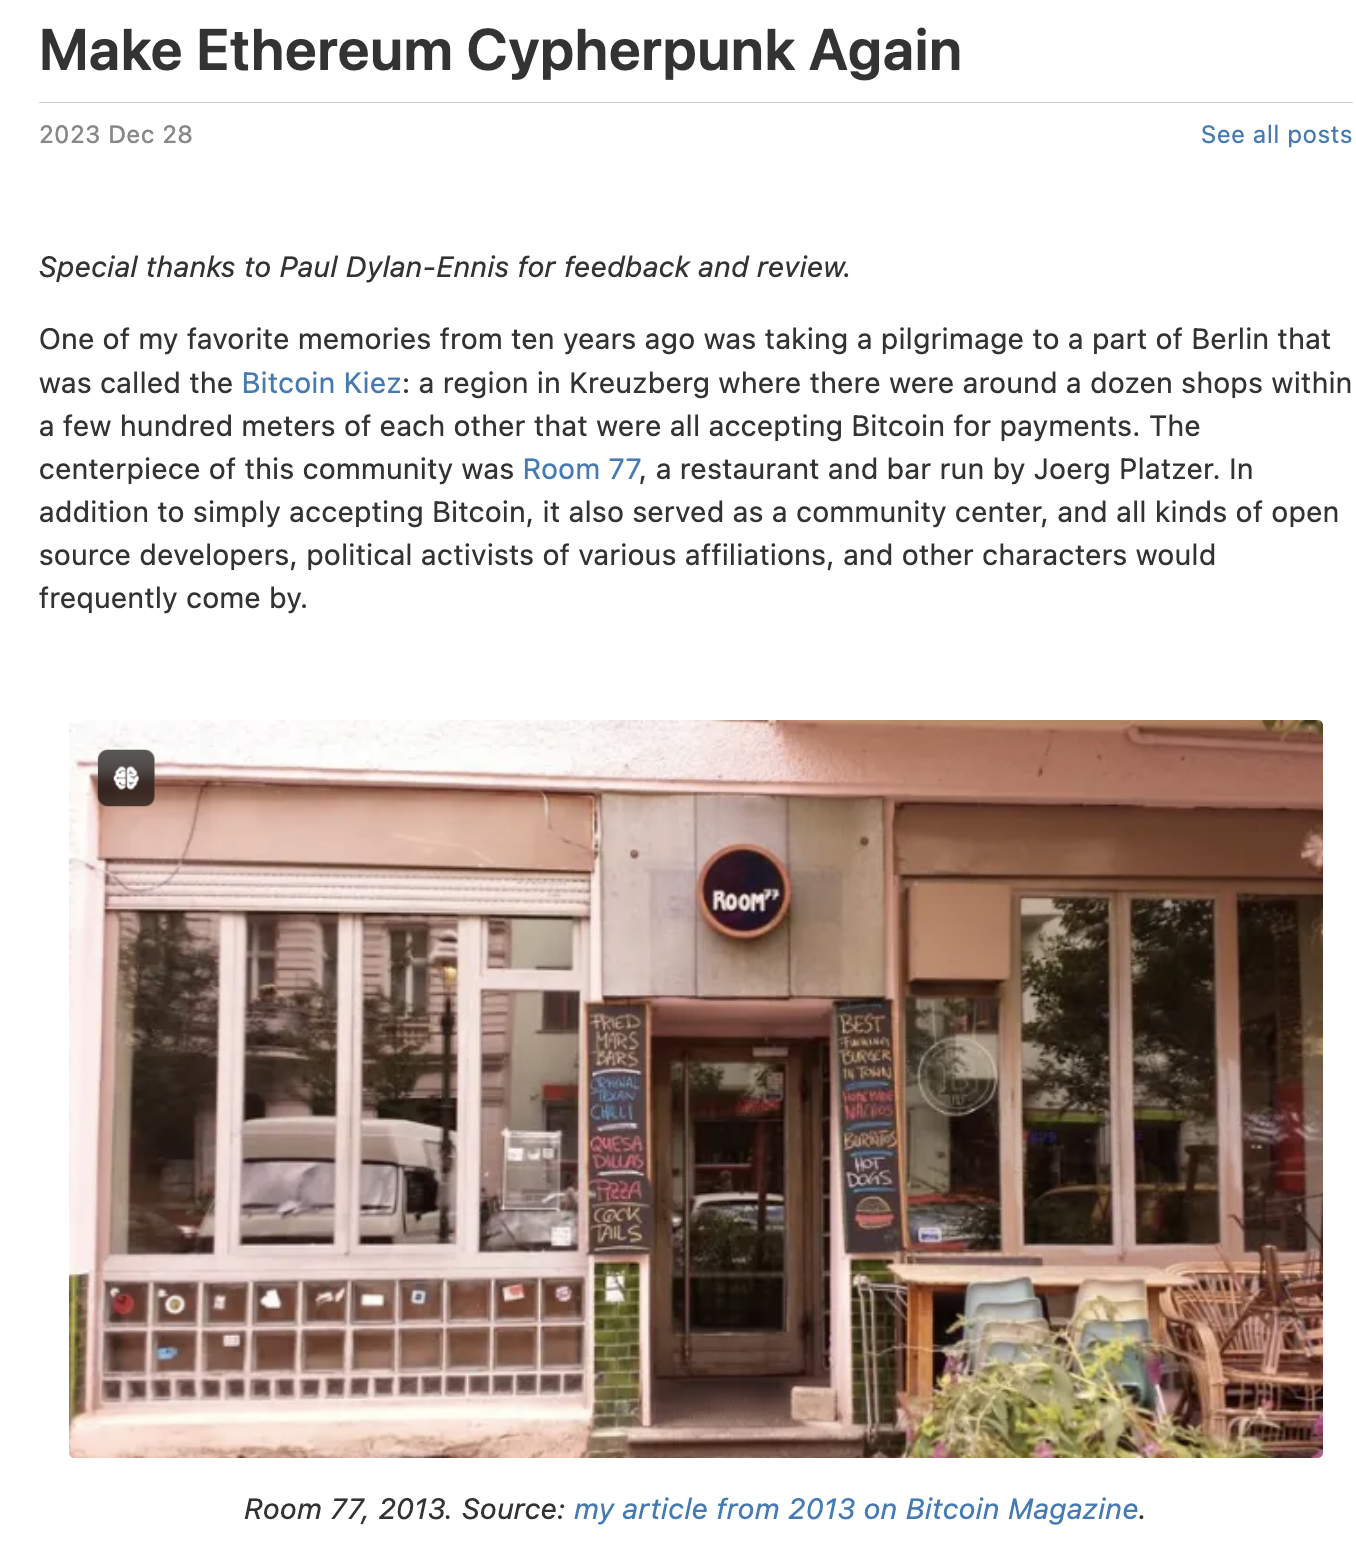 Make Ethereum Cypherpunk Again
2023 Dec 28
See all posts
Special thanks to Paul Dylan-Ennis for feedback and review.
One of my favorite memories from ten years ago was taking a pilgrimage to a part of Berlin that
was called the Bitcoin Kiez: a region in Kreuzberg where there were around a dozen shops within
a few hundred meters of each other that were all accepting Bitcoin for payments. The
centerpiece of this community was Room 77, a restaurant and bar run by Joerg Platzer. In
addition to simply accepting Bitcoin, it also served as a community center, and all kinds of open
source developers, political activists of various affiliations, and other characters would
frequently come by.
ROOM77
FRIED
MARS
BARS
CHILI
QUESA
DILLAS
PIZZA
COCK
TAILS
BEST
BURGER
IN TOWN
HOMEMADE
NACHOS
BURRITOS
HOT
DOGS
Room 77, 2013. Source: my article from 2013 on Bitcoin Magazine.